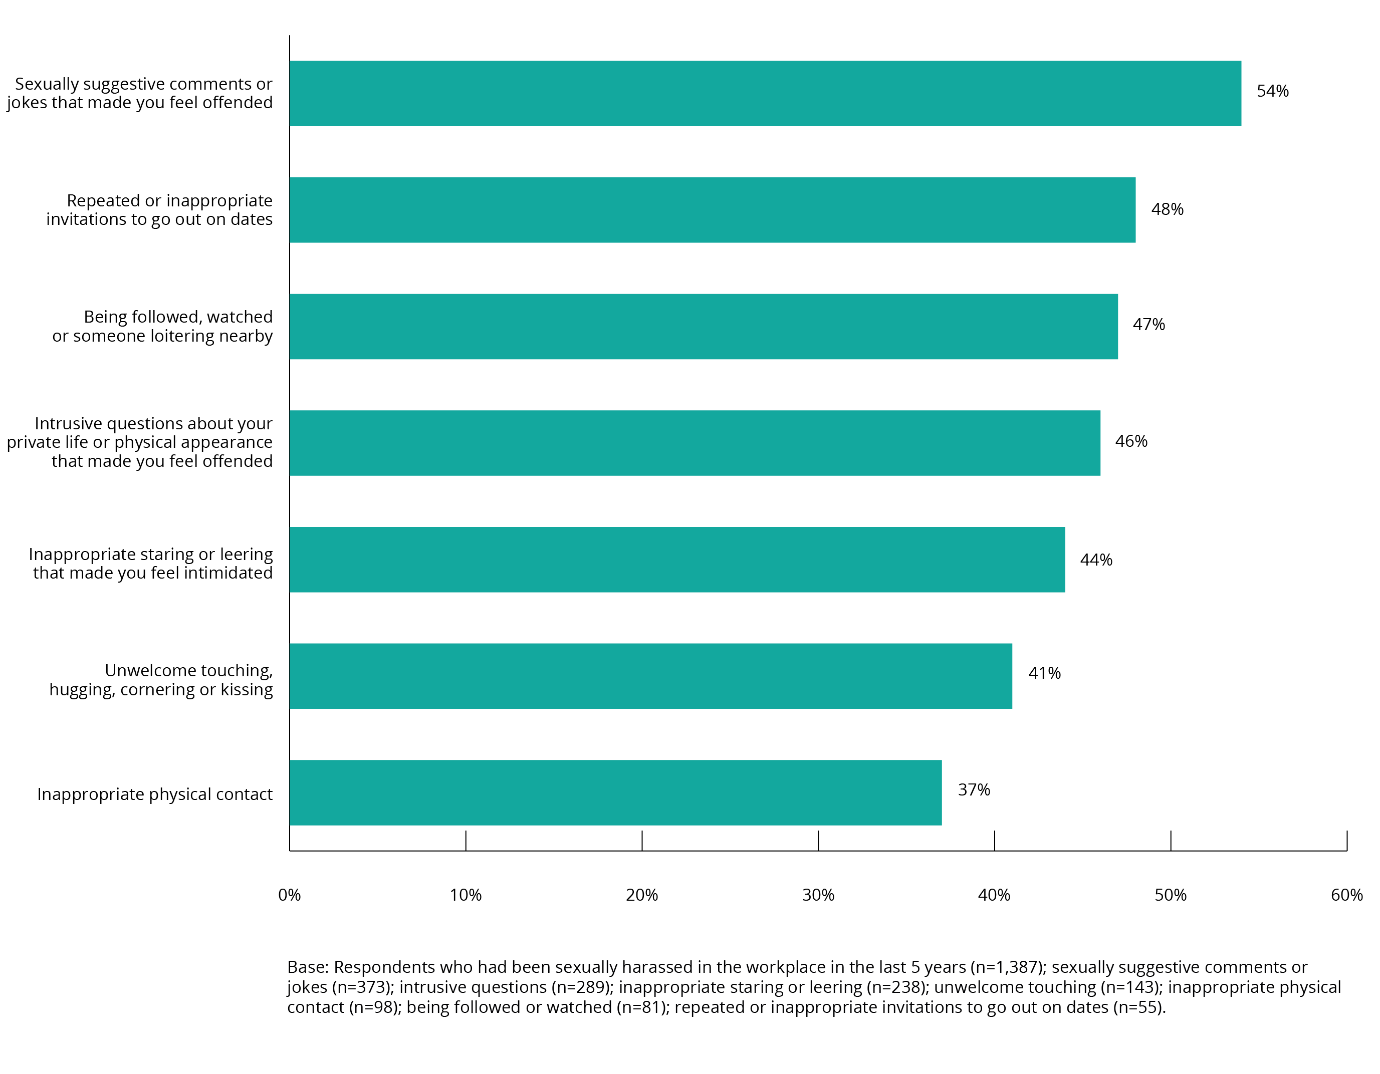 Sexually suggestive comments or
jokes that made you feel offended
54%
Repeated or inappropriate
invitations to go out on dates
48%
Being followed, watched
or someone loitering nearby
47%
Intrusive questions about your
private life or physical appearance
that made you feel offended
46%
Inappropriate staring or leering
that made you feel intimidated
44%
Unwelcome touching,
hugging, cornering or kissing
41%
Inappropriate physical contact
37%
0% 10% 20% 30% 40% 50% 60%
Base: Respondents who had been sexually harassed in the workplace in the last 5 years (n=1,387); sexually suggestive comments or
jokes (n=373); intrusive questions (n=289); inappropriate staring or leering (n=238); unwelcome touching (n=143); inappropriate physical
contact (n=98); being followed or watched (n=81); repeated or inappropriate invitations to go out on dates (n=55).